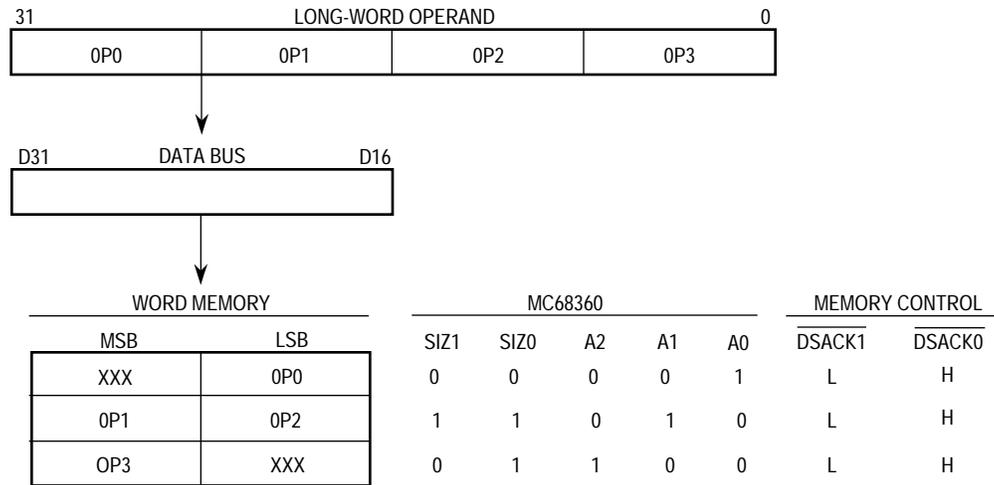 31 LONG-WORD OPERAND 0
0P0 0P1 0P2 0P3
D31 DATA BUS D16
WORD MEMORY MC68360 MEMORY CONTROL
MSB LSB SIZ1 SIZ0 A2 A1 A0 DSACK1 DSACK0
XXX 0P0 0 0 0 0 1 L H
0P1 0P2 1 1 0 1 0 L H
OP3 XXX 0 1 1 0 0 L H